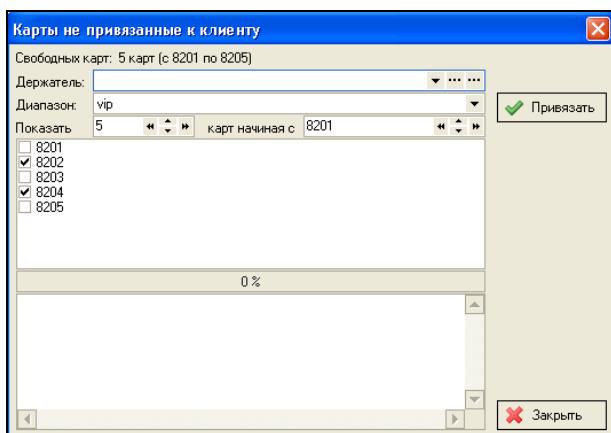 Карты не привязанные к клиенту
Свободных карт: 5 карт (с 8201 по 8205)
Держатель:
Диапазон: vip
Привязать
Показать 5 карт начиная с 8201
8201
8202
8203
8204
8205
0 %
Закрыть